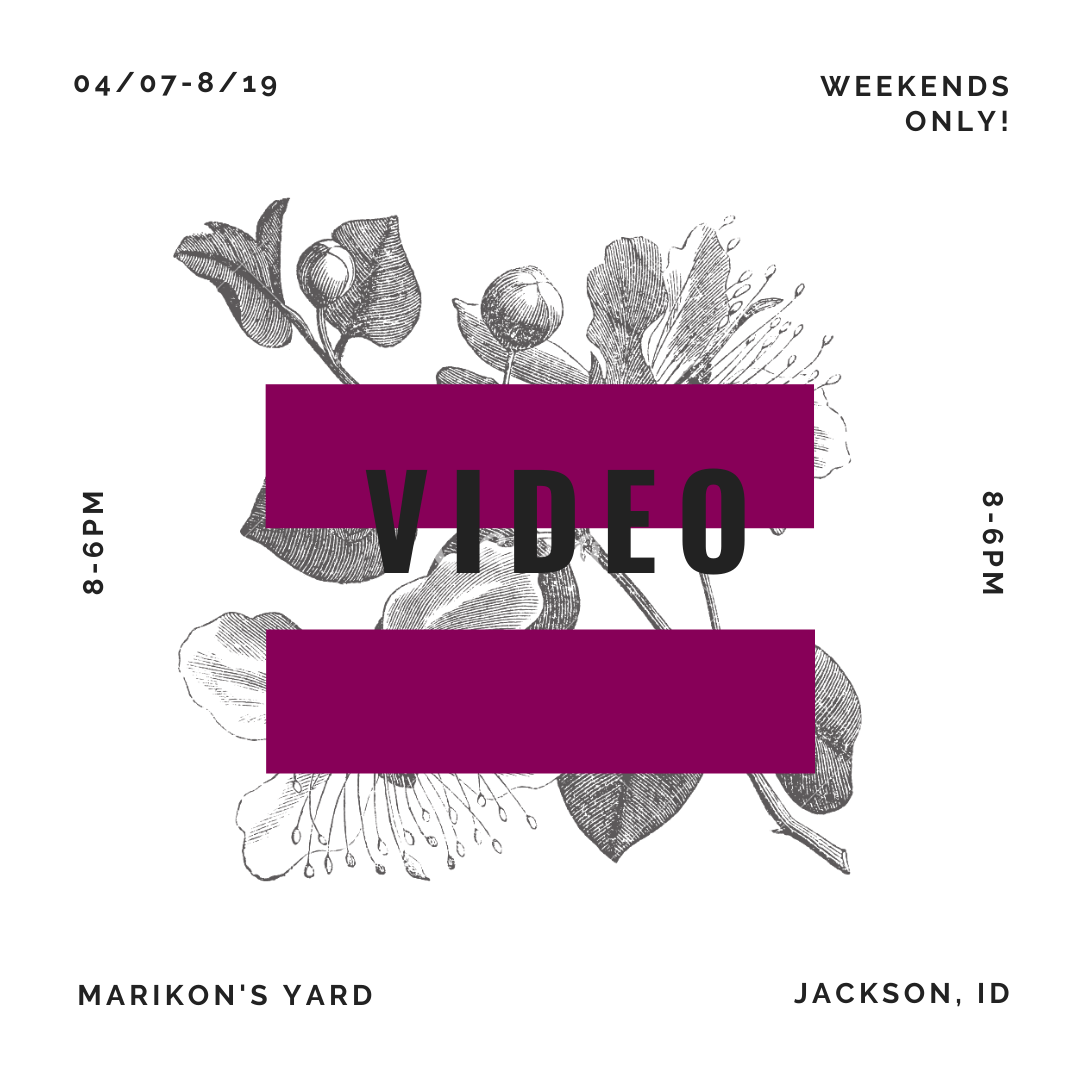 04/07-8/19
WEEKENDS
ONLY!
8-6PM
VIDEO
8-6PM
MARIKON'S YARD
JACKSON, ID